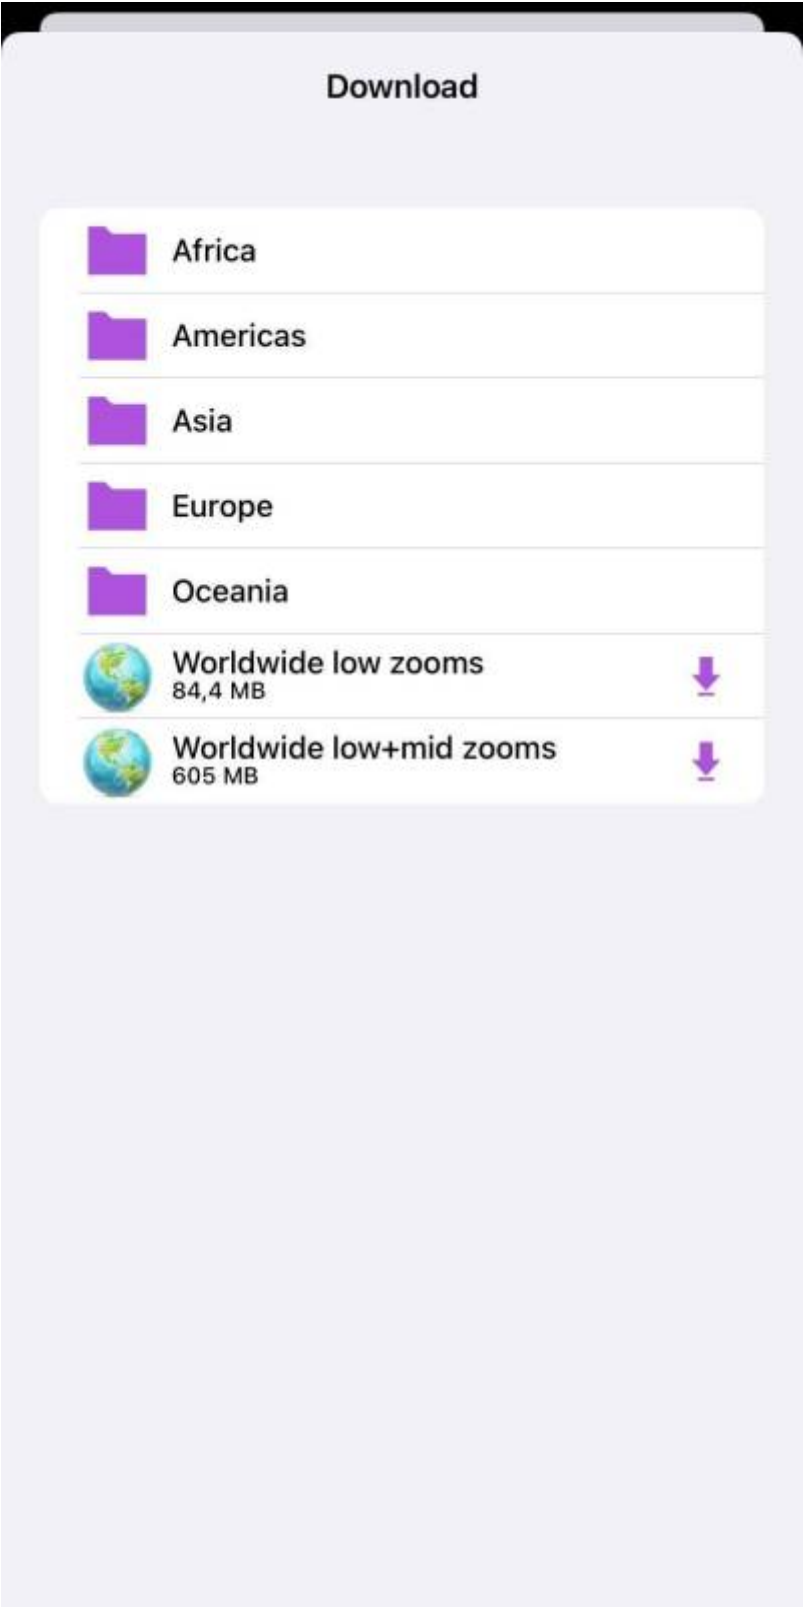 Download
Africa
Americas
Asia
Europe
Oceania
Worldwide low zooms
84,4 MB
Worldwide low+mid zooms
605 MB